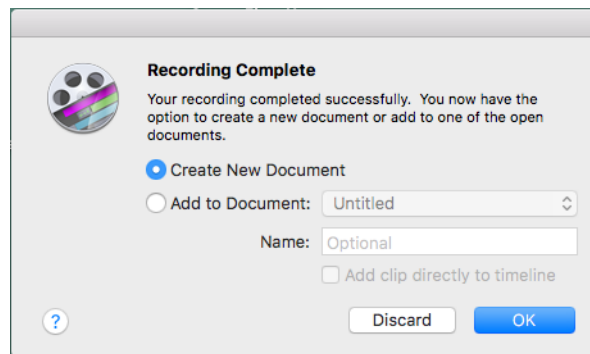 Recording Complete
Your recording completed successfully.  You now have the
option to create a new document or add to one of the open
documents.
Create New Document
Add to Document: Untitled
Name: Optional
Add clip directly to timeline
? Discard OK